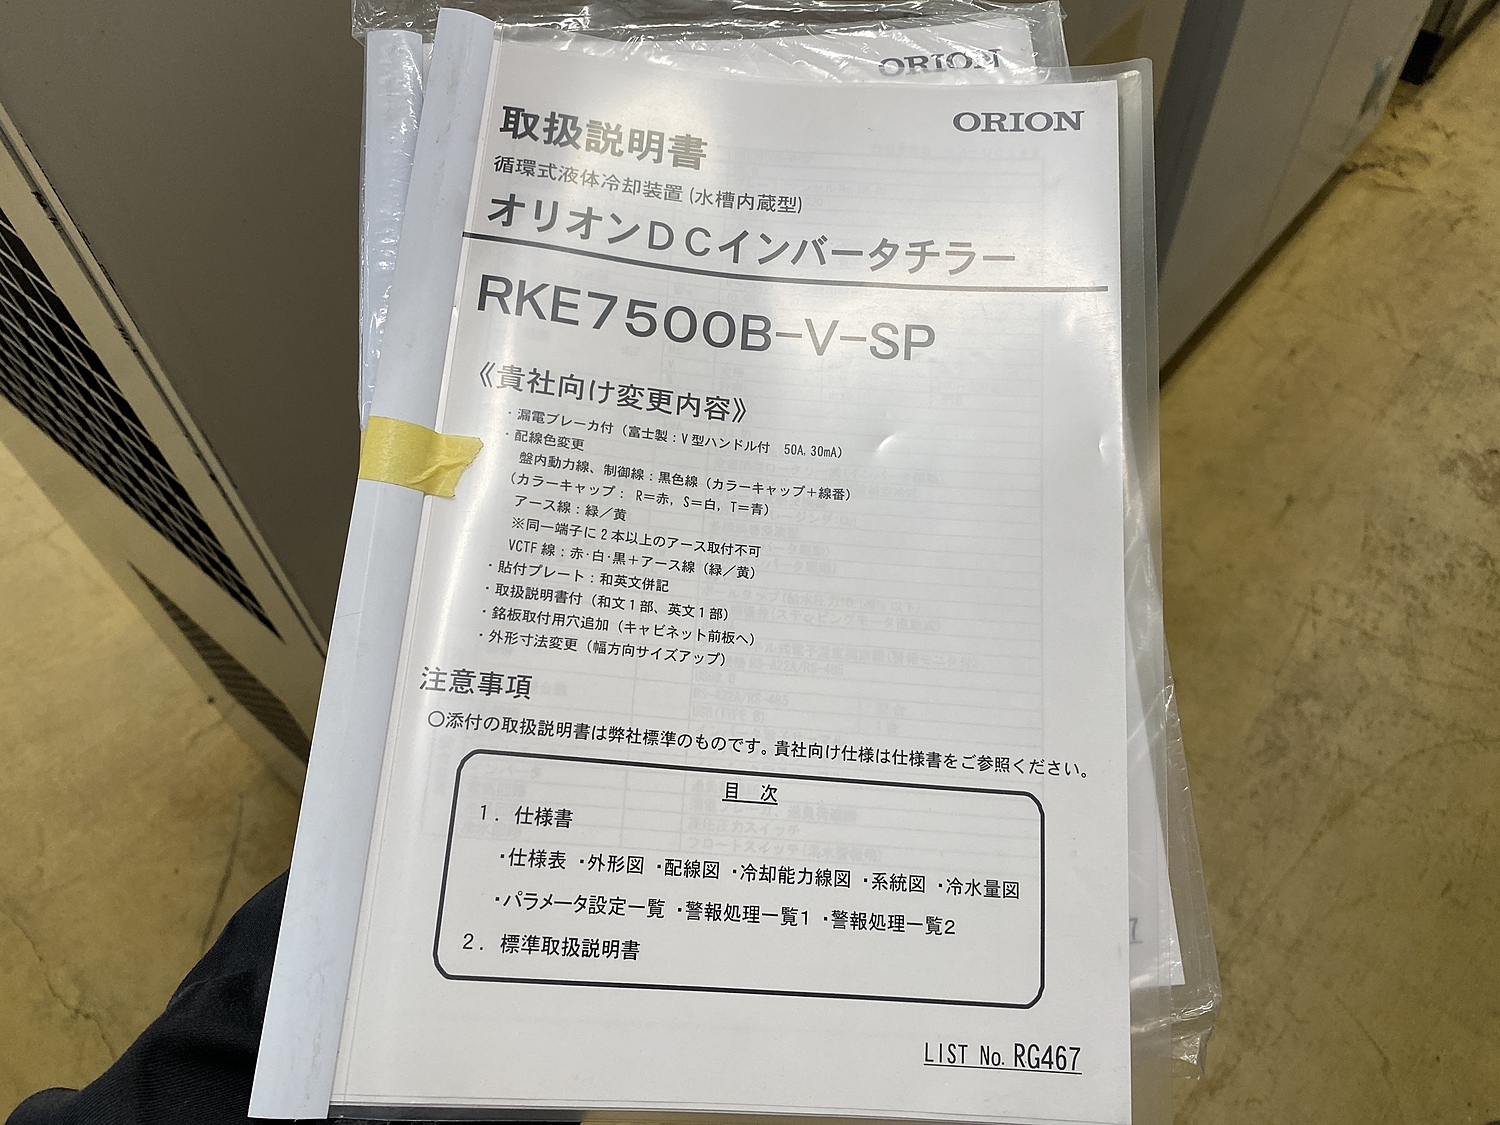 ORION
ORION
取扱説明書
循環式液体冷却装置(水槽内蔵型)
オリオンDCインバータチラー
RKE7500B-V-SP
《貴社向け変更内容》
・漏電ブレーカ付（富士製：V型ハンドル付　50A, 30mA）
・配線色変更
盤内動力線、制御線：黒色線（カラーキャップ＋線番）
（カラーキャップ： R＝赤, S＝白, T＝青）
アース線：緑／黄
※同一端子に2本以上のアース取付不可
VCTF線：赤・白・黒＋アース線（緑／黄）
・貼付プレート：和英文併記
・取扱説明書付（和文1部、英文1部）
・銘板取付用穴追加（キャビネット前板へ）
・外形寸法変更（幅方向サイズアップ）
注意事項
○添付の取扱説明書は弊社標準のものです。貴社向け仕様は仕様書をご参照ください。
目　次
1．仕様書
・仕様表 ・外形図 ・配線図 ・冷却能力線図 ・系統図 ・冷水量図
・パラメータ設定一覧 ・警報処理一覧1 ・警報処理一覧2
2．標準取扱説明書
LIST No. RG467